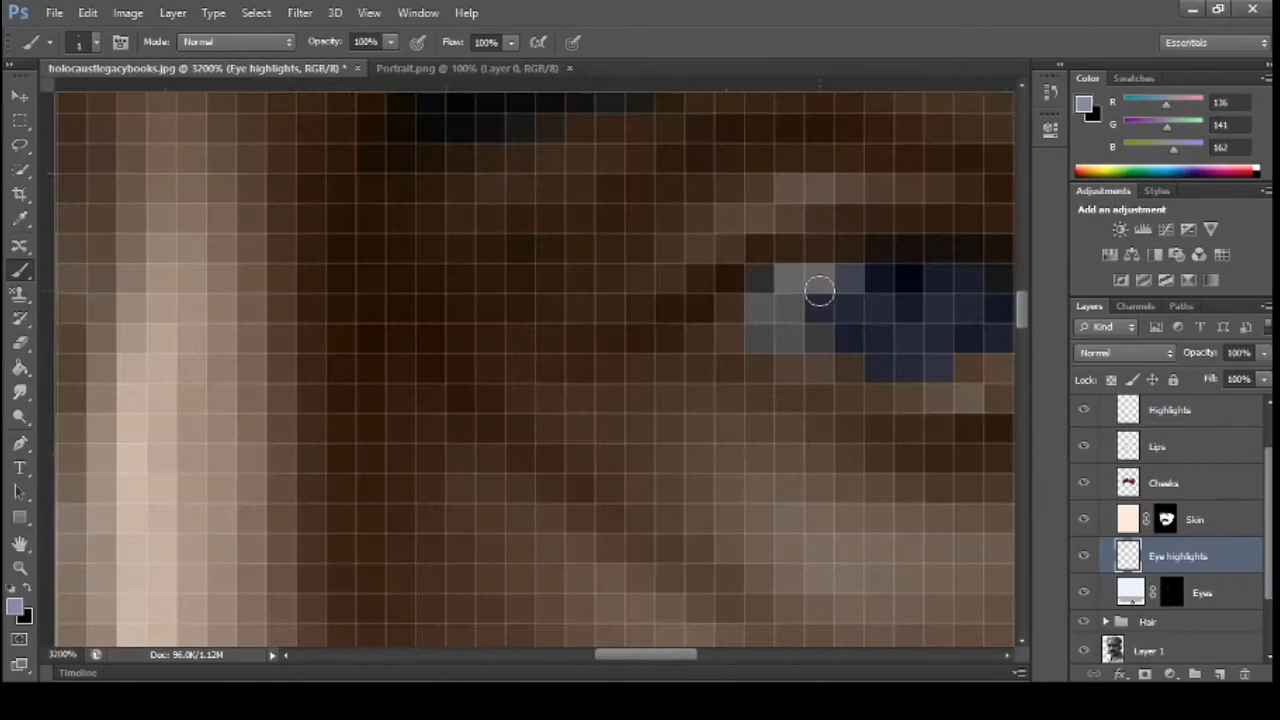 Ps File Edit Image Layer Type Select Filter 3D View Window Help
1 Mode: Normal Opacity: 100% Flow: 100% Essentials
holocaustlegacybooks.jpg @ 3200% (Eye highlights, RGB/8) * × Portrait.png @ 100% (Layer 0, RGB/8) ×
Color Swatches
R 136
G 141
B 162
Adjustments Styles
Add an adjustment
Layers Channels Paths
Kind
Normal Opacity: 100%
Lock: Fill: 100%
Highlights
Lips
Cheeks
Skin
Eye highlights
Eyes
Hair
Layer 1
3200% Doc: 96.0K/1.12M
Timeline